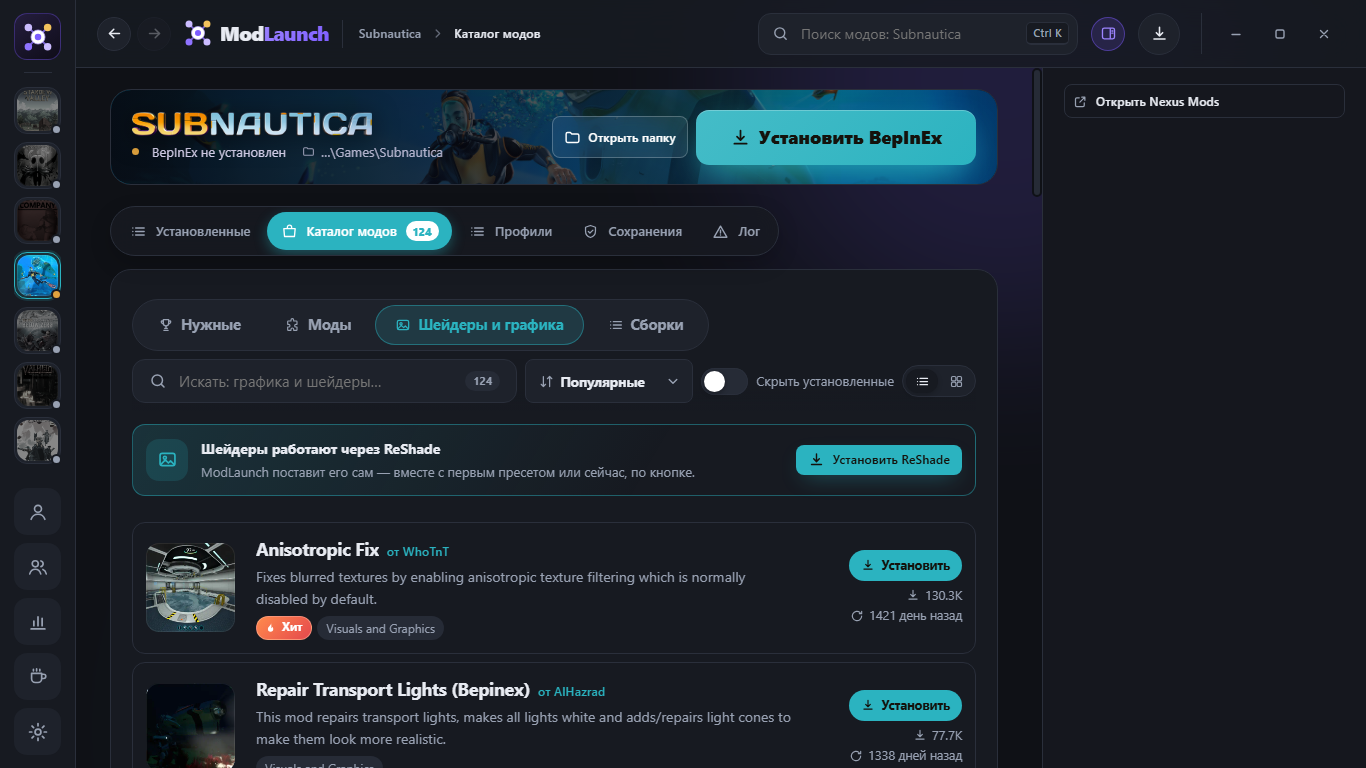 ModLaunch
Subnautica > Каталог модов
Поиск модов: Subnautica
Ctrl K
Открыть Nexus Mods
SUBNAUTICA
BepInEx не установлен
...\Games\Subnautica
Открыть папку
Установить BepInEx
Установленные
Каталог модов 124
Профили
Сохранения
Лог
Нужные
Моды
Шейдеры и графика
Сборки
Искать: графика и шейдеры...
124
Популярные
Скрыть установленные
Шейдеры работают через ReShade
ModLaunch поставит его сам — вместе с первым пресетом или сейчас, по кнопке.
Установить ReShade
Anisotropic Fix от WhoTnT
Fixes blurred textures by enabling anisotropic texture filtering which is normally
disabled by default.
Хит
Visuals and Graphics
Установить
130.3K
1421 день назад
Repair Transport Lights (Bepinex) от AlHazrad
This mod repairs transport lights, makes all lights white and adds/repairs light cones to
make them look more realistic.
Visuals and Graphics
Установить
77.7K
1338 дней назад